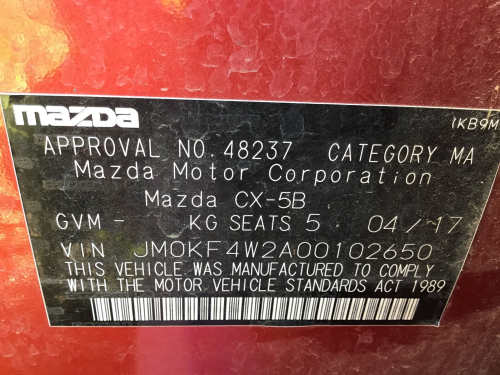 mazda
1KB9M
APPROVAL NO. 48237 CATEGORY MA
Mazda Motor Corporation
Mazda CX-5B
GVM - KG SEATS 5 04/17
VIN JM0KF4W2A00102650
THIS VEHICLE WAS MANUFACTURED TO COMPLY
WITH THE MOTOR VEHICLE STANDARDS ACT 1989